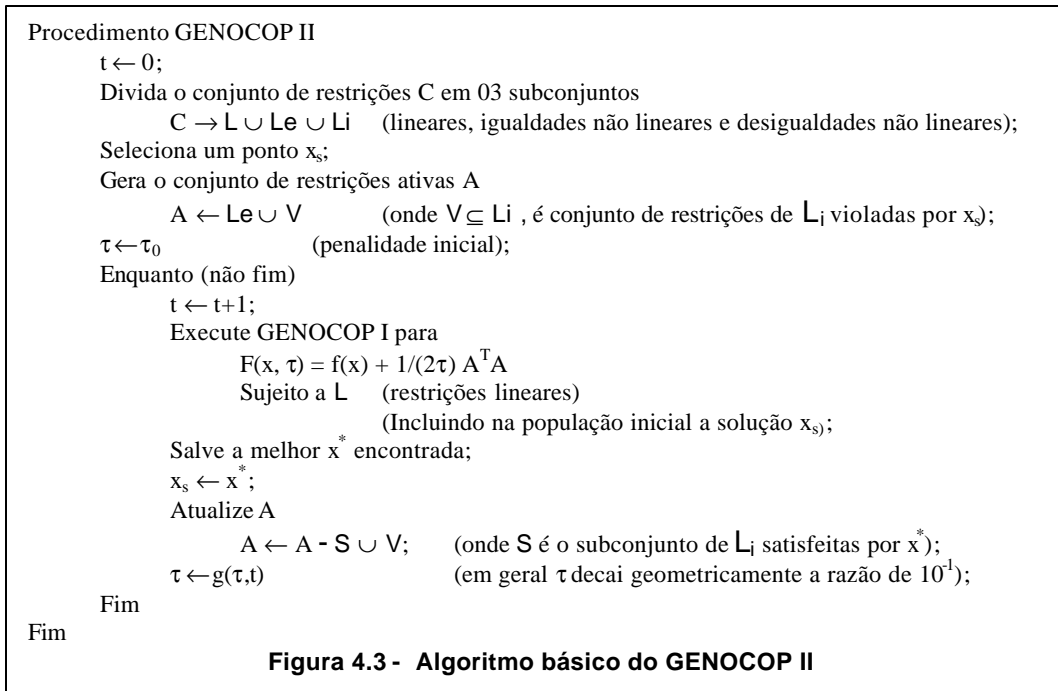 Procedimento GENOCOP II
t ← 0;
Divida o conjunto de restrições C em 03 subconjuntos
C → L ∪ Le ∪ Li (lineares, igualdades não lineares e desigualdades não lineares);
Seleciona um ponto xₛ;
Gera o conjunto de restrições ativas A
A ← Le ∪ V (onde V ⊆ Li , é conjunto de restrições de Lᵢ violadas por xₛ);
τ ← τ₀ (penalidade inicial);
Enquanto (não fim)
t ← t+1;
Execute GENOCOP I para
F(x, τ) = f(x) + 1/(2τ) AᵀA
Sujeito a L (restrições lineares)
(Incluindo na população inicial a solução xₛ₎;
Salve a melhor x* encontrada;
xₛ ← x*;
Atualize A
A ← A - S ∪ V; (onde S é o subconjunto de Lᵢ satisfeitas por x*);
τ ← g(τ,t) (em geral τ decai geometricamente a razão de 10⁻¹);
Fim
Fim
Figura 4.3 - Algoritmo básico do GENOCOP II